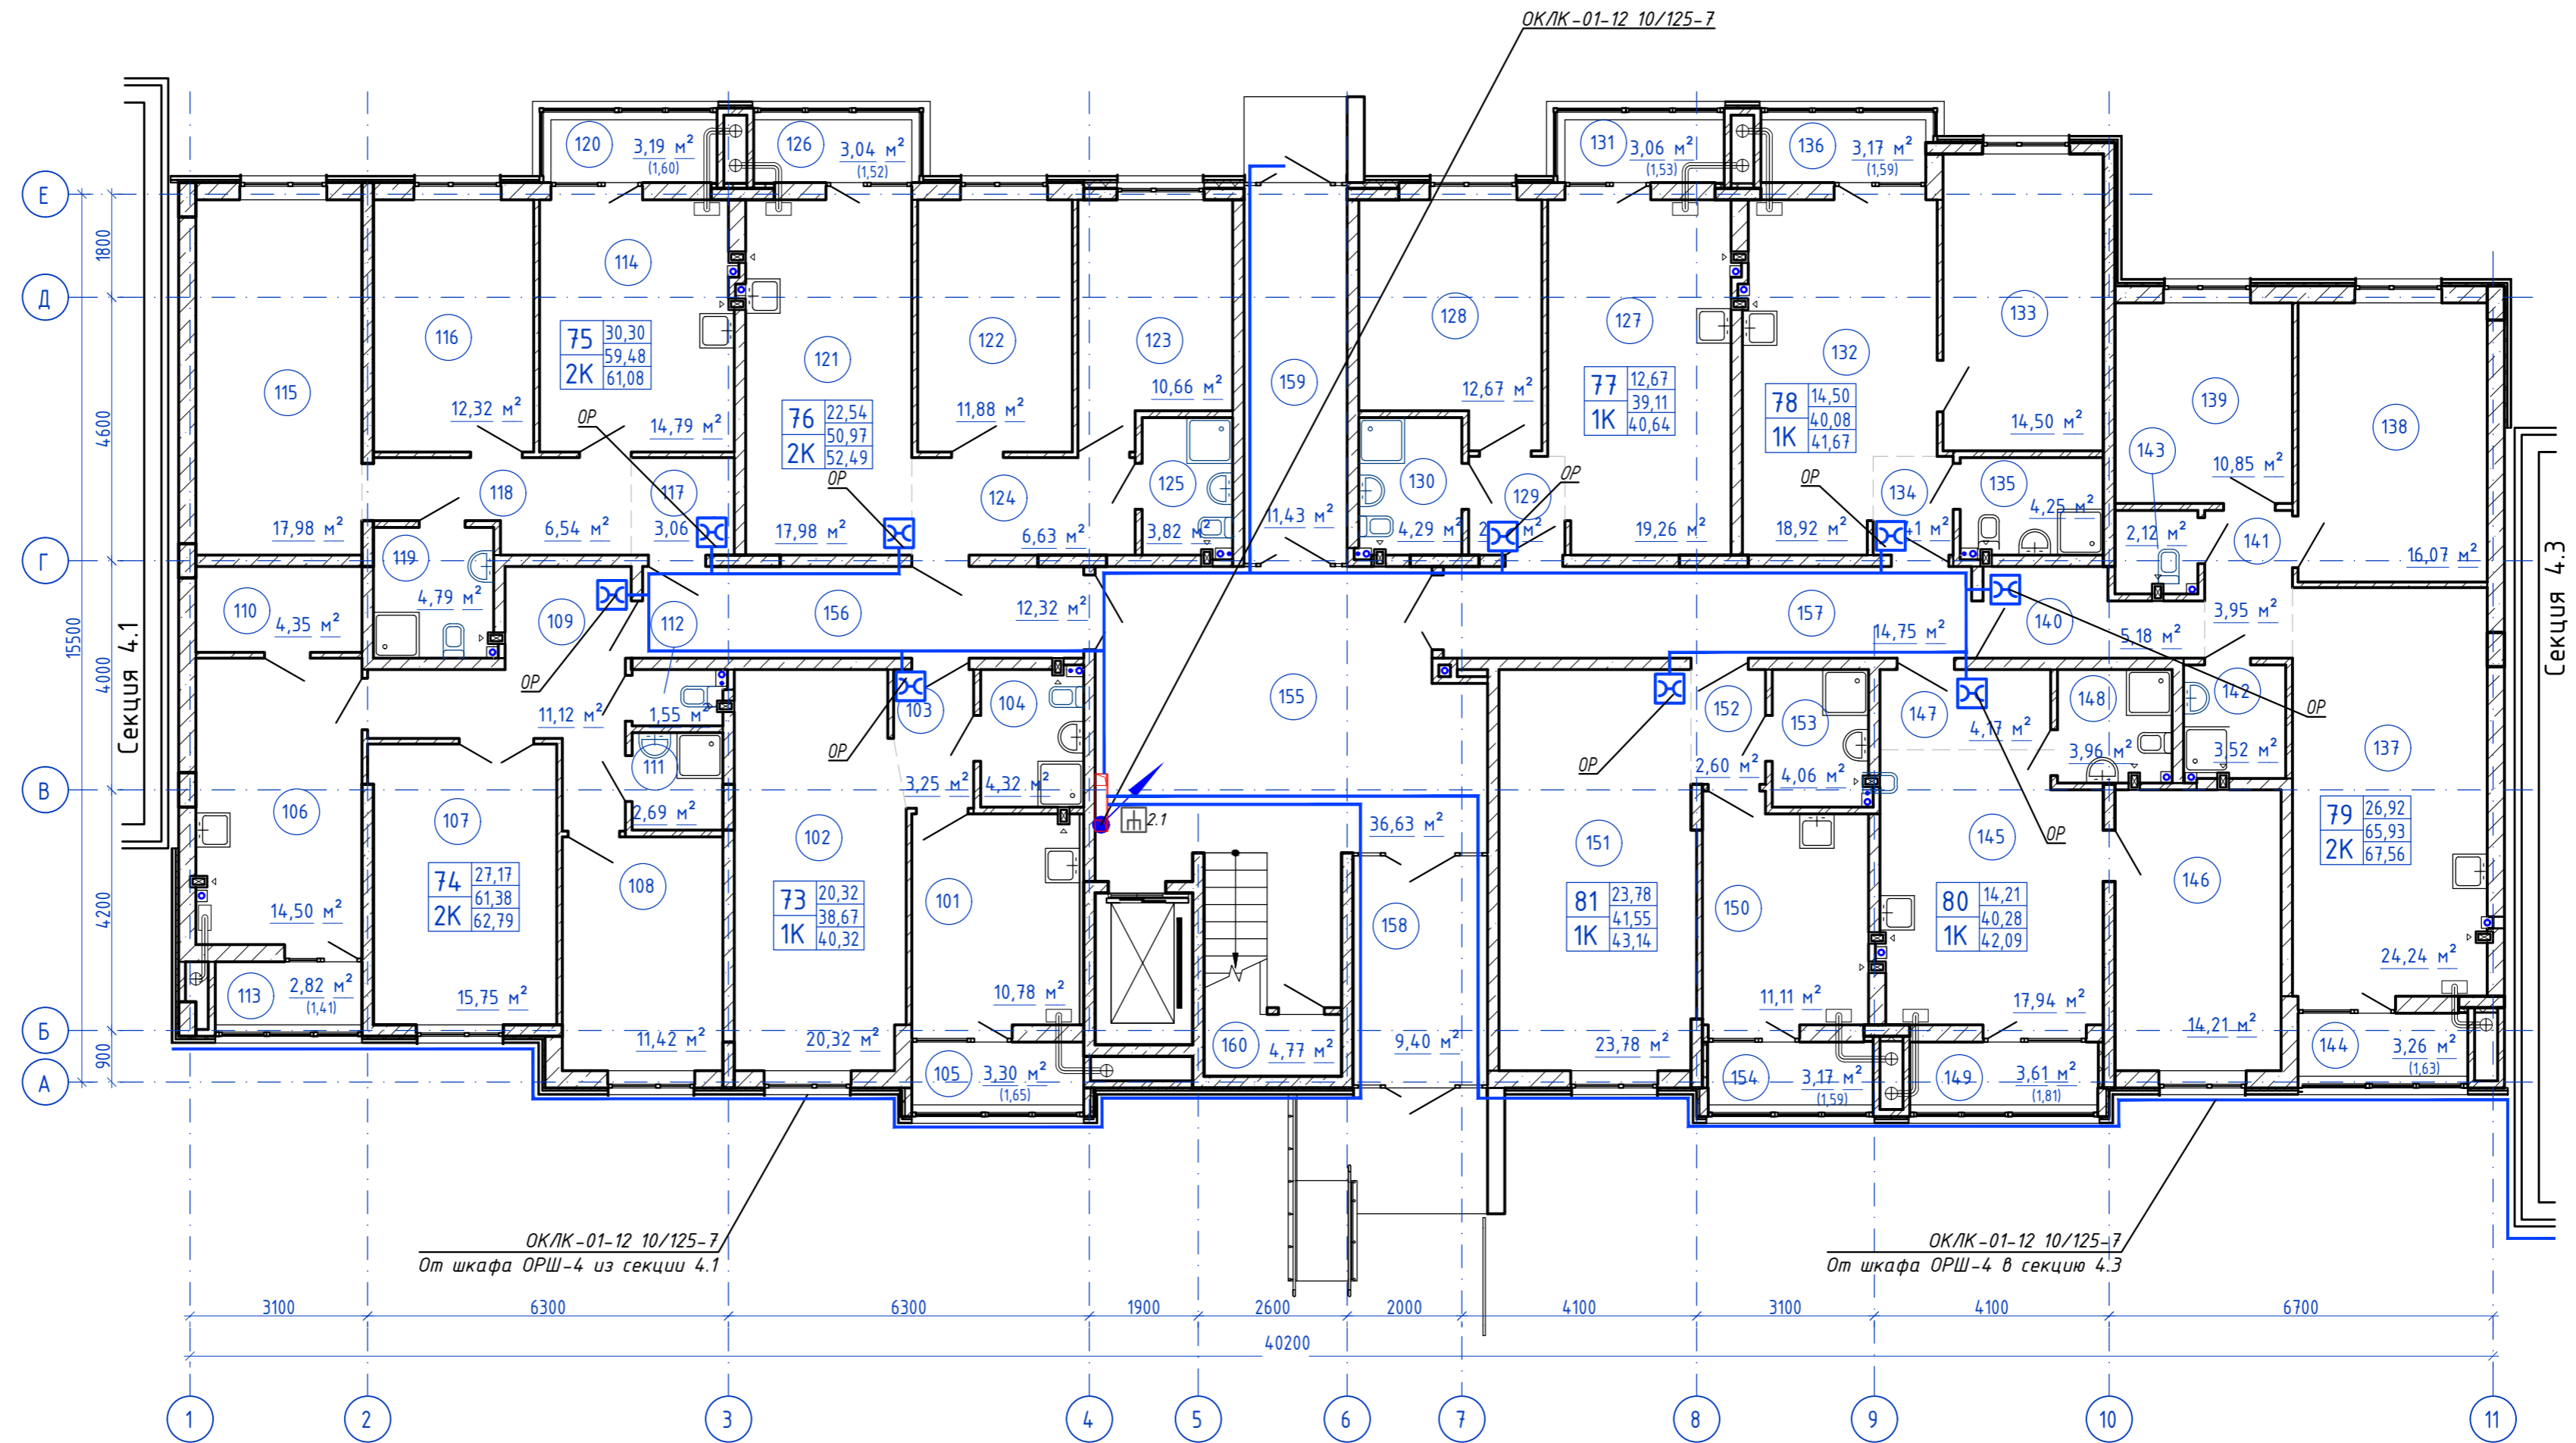 ОКЛК-01-12 10/125-7
120
3,19 м²
(1,60)
126
3,04 м²
(1,52)
131
3,06 м²
(1,53)
136
3,17 м²
(1,59)
Е
Д
Г
В
Б
А
1800
4600
4000
4200
900
15500
Секция 4.1
Секция 4.3
115
17,98 м²
116
12,32 м²
114
14,79 м²
75
2К
30,30
59,48
61,08
ОР
118
6,54 м²
117
3,06
121
17,98 м²
76
2К
22,54
50,97
52,49
ОР
122
11,88 м²
123
10,66 м²
124
6,63 м²
125
3,82 м²
159
11,43 м²
128
12,67 м²
130
4,29 м²
129
ОР
127
19,26 м²
77
1К
12,67
39,11
40,64
132
18,92 м²
78
1К
14,50
40,08
41,67
ОР
134
133
14,50 м²
135
4,25 м²
139
10,85 м²
143
2,12 м²
141
3,95 м²
138
16,07 м²
110
4,35 м²
119
4,79 м²
109
11,12 м²
ОР
112
1,55 м²
156
12,32 м²
155
36,63 м²
157
14,75 м²
140
5,18 м²
ОР
106
14,50 м²
107
15,75 м²
74
2К
27,17
61,38
62,79
111
2,69 м²
108
11,42 м²
113
2,82 м²
(1,41)
102
20,32 м²
73
1К
20,32
38,67
40,32
ОР
103
3,25 м²
104
4,32 м²
101
10,78 м²
105
3,30 м²
(1,65)
2.1
160
4,77 м²
158
9,40 м²
151
23,78 м²
81
1К
23,78
41,55
43,14
ОР
152
2,60 м²
153
4,06 м²
150
11,11 м²
154
3,17 м²
(1,59)
147
4,17 м²
ОР
148
3,96 м²
142
3,52 м²
145
17,94 м²
80
1К
14,21
40,28
42,09
149
3,61 м²
(1,81)
146
14,21 м²
137
24,24 м²
79
2К
26,92
65,93
67,56
144
3,26 м²
(1,63)
ОКЛК-01-12 10/125-7
От шкафа ОРШ-4 из секции 4.1
ОКЛК-01-12 10/125-7
От шкафа ОРШ-4 в секцию 4.3
3100
6300
6300
1900
2600
2000
4100
3100
4100
6700
40200
1
2
3
4
5
6
7
8
9
10
11